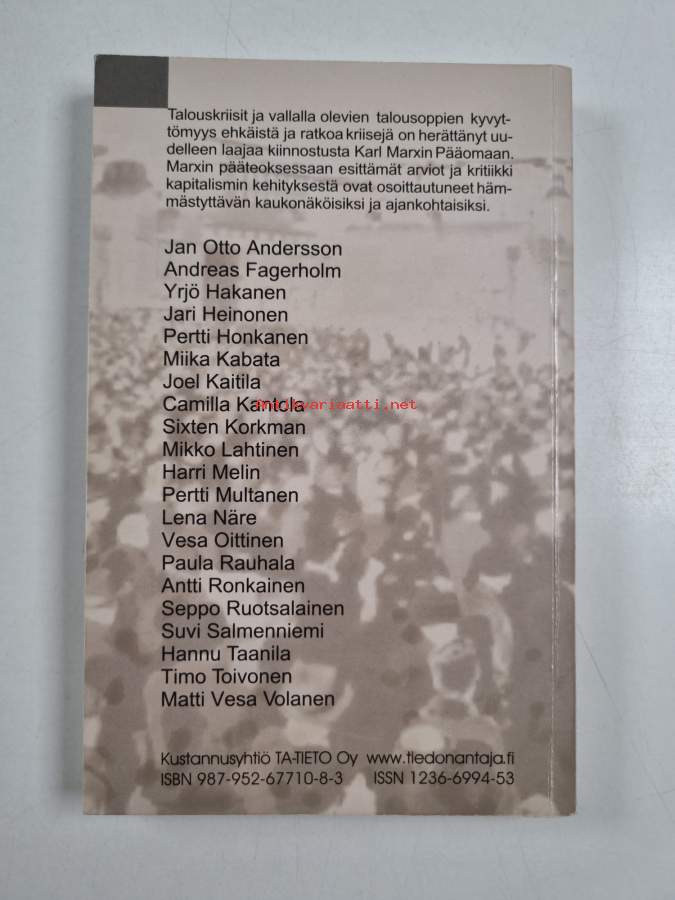 Talouskriisit ja vallalla olevien talousoppien kyvyt-
tömyys ehkäistä ja ratkoa kriisejä on herättänyt uu-
delleen laajaa kiinnostusta Karl Marxin Pääomaan.
Marxin pääteoksessaan esittämät arviot ja kritiikki
kapitalismin kehityksestä ovat osoittautuneet häm-
mästyttävän kaukonäköisiksi ja ajankohtaisiksi.
Jan Otto Andersson
Andreas Fagerholm
Yrjö Hakanen
Jari Heinonen
Pertti Honkanen
Miika Kabata
Joel Kaitila
Camilla Kantola
Antikvariaatti.net
Sixten Korkman
Mikko Lahtinen
Harri Melin
Pertti Multanen
Lena Näre
Vesa Oittinen
Paula Rauhala
Antti Ronkainen
Seppo Ruotsalainen
Suvi Salmenniemi
Hannu Taanila
Timo Toivonen
Matti Vesa Volanen
Kustannusyhtiö TA-TIETO Oy www.tiedonantaja.fi
ISBN 987-952-67710-8-3 ISSN 1236-6994-53